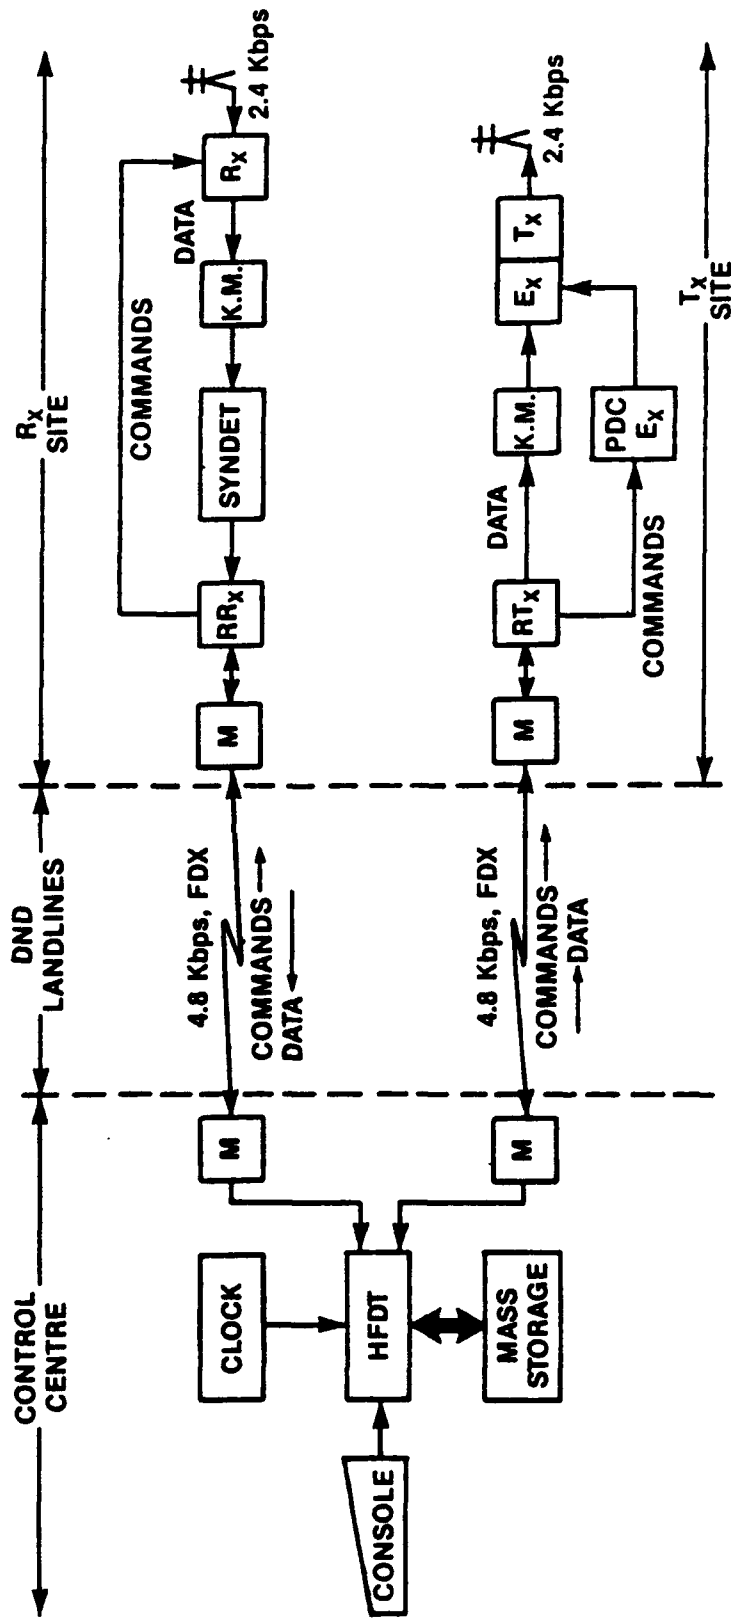 CONTROL
CENTRE
DND
LANDLINES
Rx
SITE
CONSOLE
CLOCK
HFDT
MASS
STORAGE
M
4.8 Kbps, FDX
COMMANDS
DATA
M
RRx
SYNDET
K.M.
DATA
Rx
COMMANDS
2.4 Kbps
M
4.8 Kbps, FDX
COMMANDS
DATA
M
RTx
DATA
K.M.
Ex
Tx
2.4 Kbps
COMMANDS
PDC
Ex
Tx
SITE